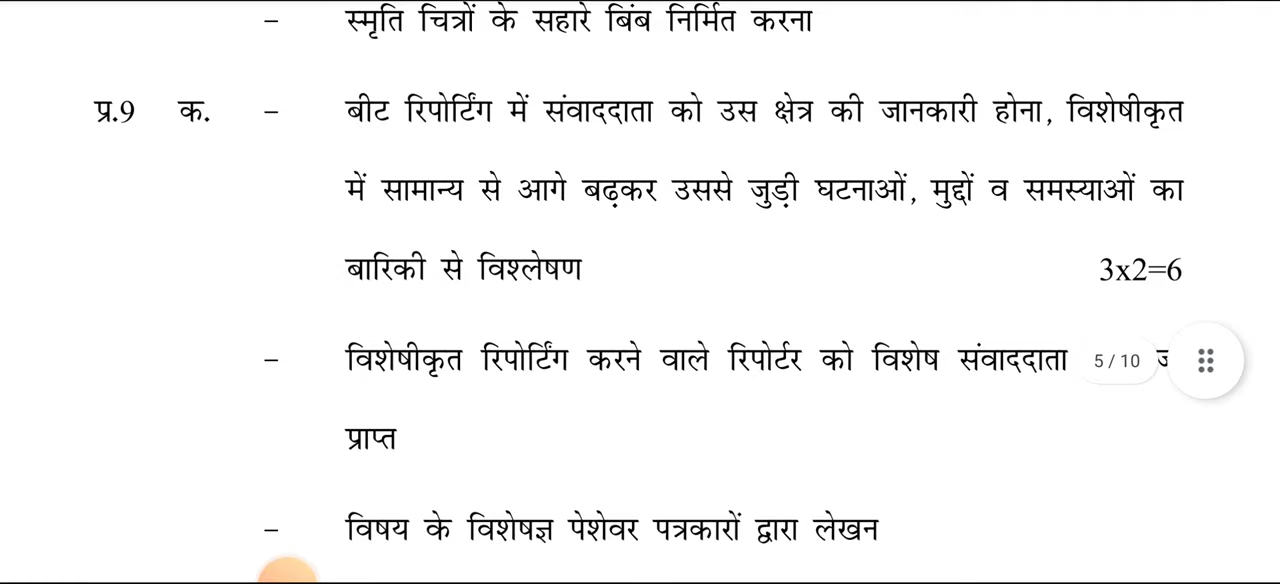 – स्मृति चित्रों के सहारे बिंब निर्मित करना
प्र.9 क. – बीट रिपोर्टिंग में संवाददाता को उस क्षेत्र की जानकारी होना, विशेषीकृत
में सामान्य से आगे बढ़कर उससे जुड़ी घटनाओं, मुद्दों व समस्याओं का
बारिकी से विश्लेषण 3x2=6
– विशेषीकृत रिपोर्टिंग करने वाले रिपोर्टर को विशेष संवाददाता 5 / 10
प्राप्त
– विषय के विशेषज्ञ पेशेवर पत्रकारों द्वारा लेखन